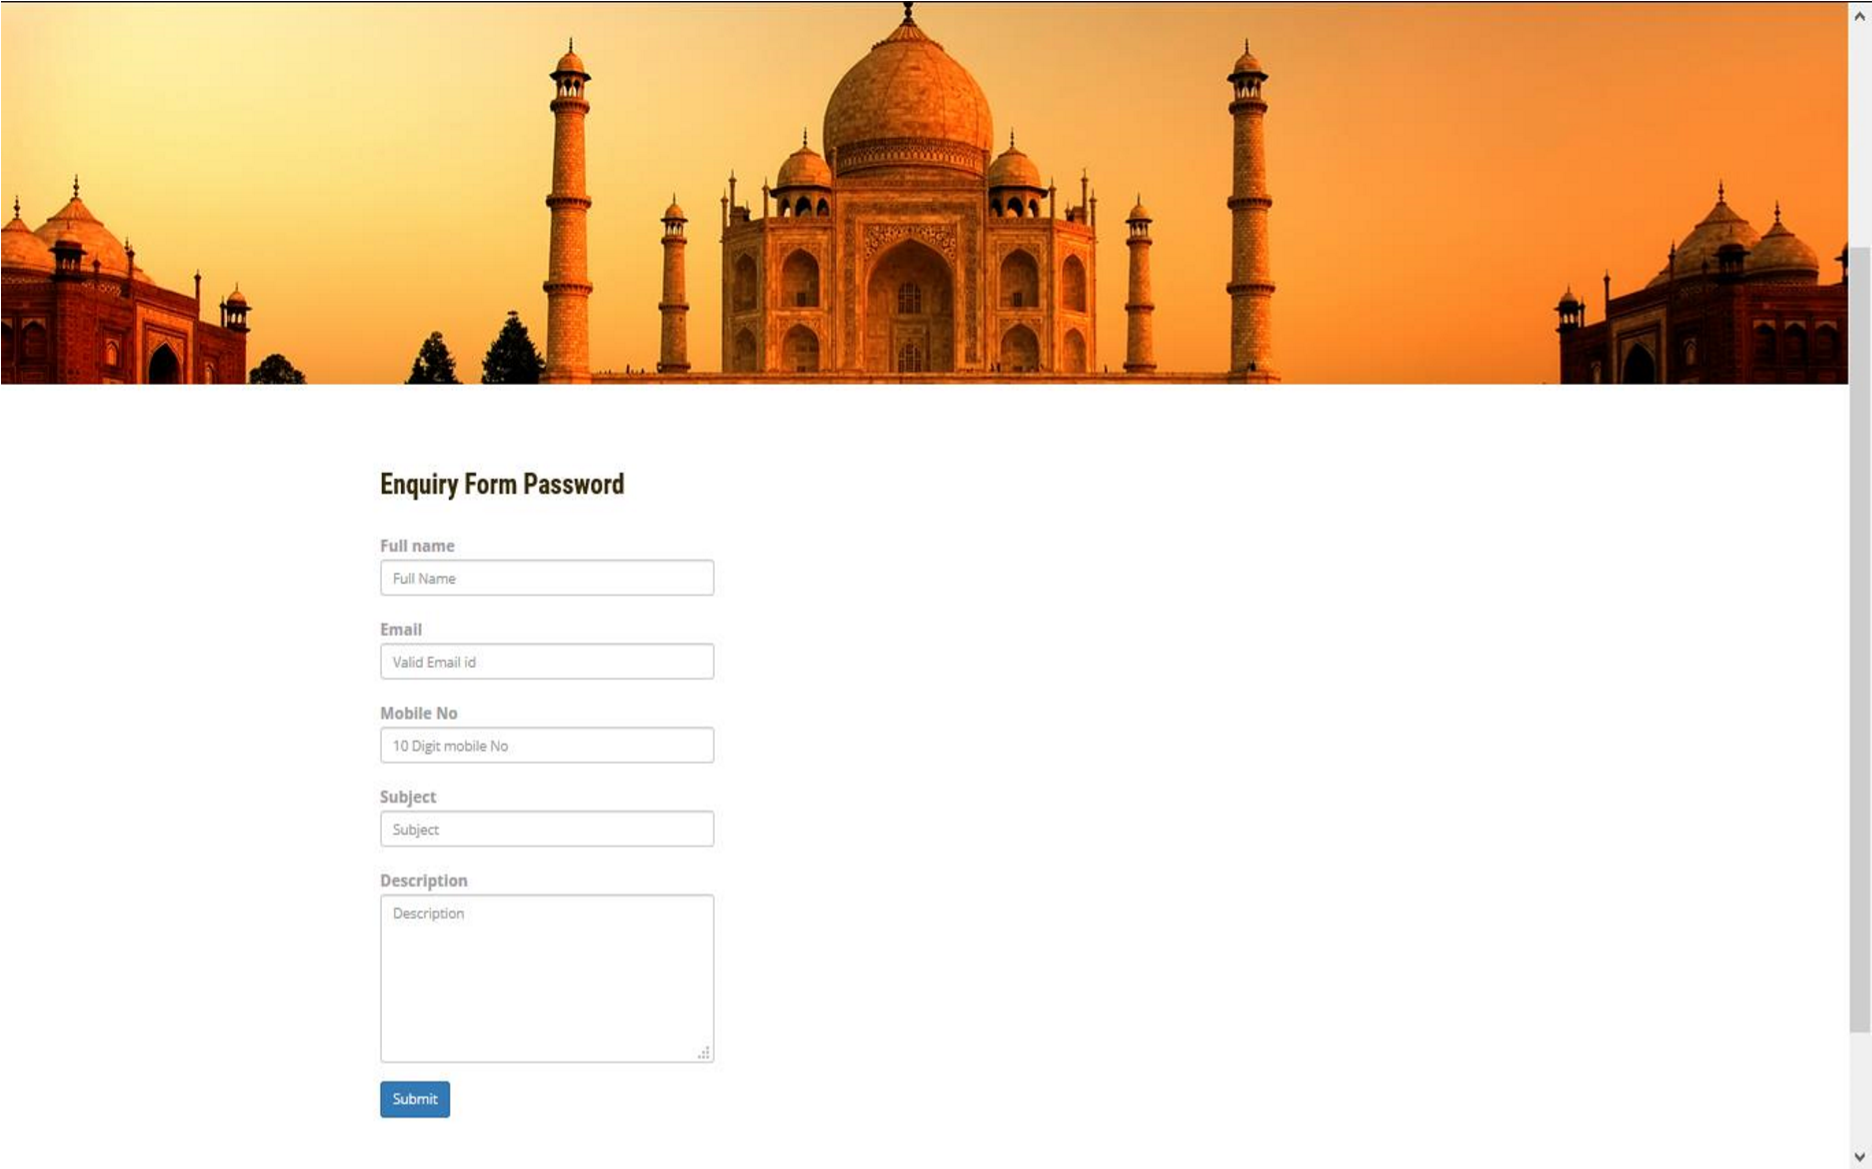 Enquiry Form Password
Full name
Full Name
Email
Valid Email id
Mobile No
10 Digit mobile No
Subject
Subject
Description
Description
Submit